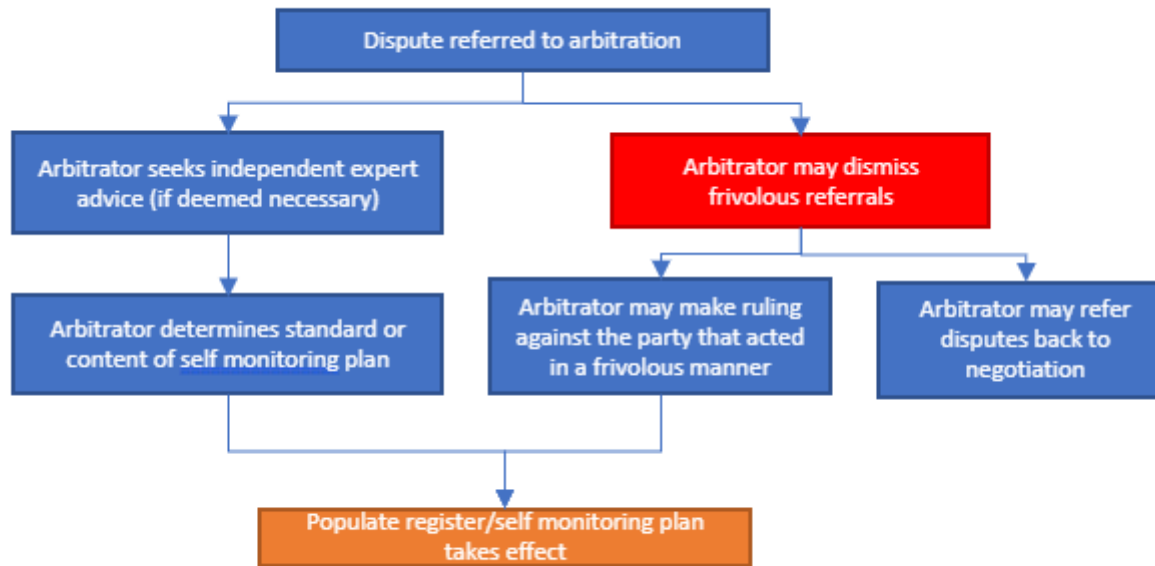 Dispute referred to arbitration
Arbitrator seeks independent expert
advice (if deemed necessary)
Arbitrator may dismiss
frivolous referrals
Arbitrator determines standard or
content of self monitoring plan
Arbitrator may make ruling
against the party that acted
in a frivolous manner
Arbitrator may refer
disputes back to
negotiation
Populate register/self monitoring plan
takes effect